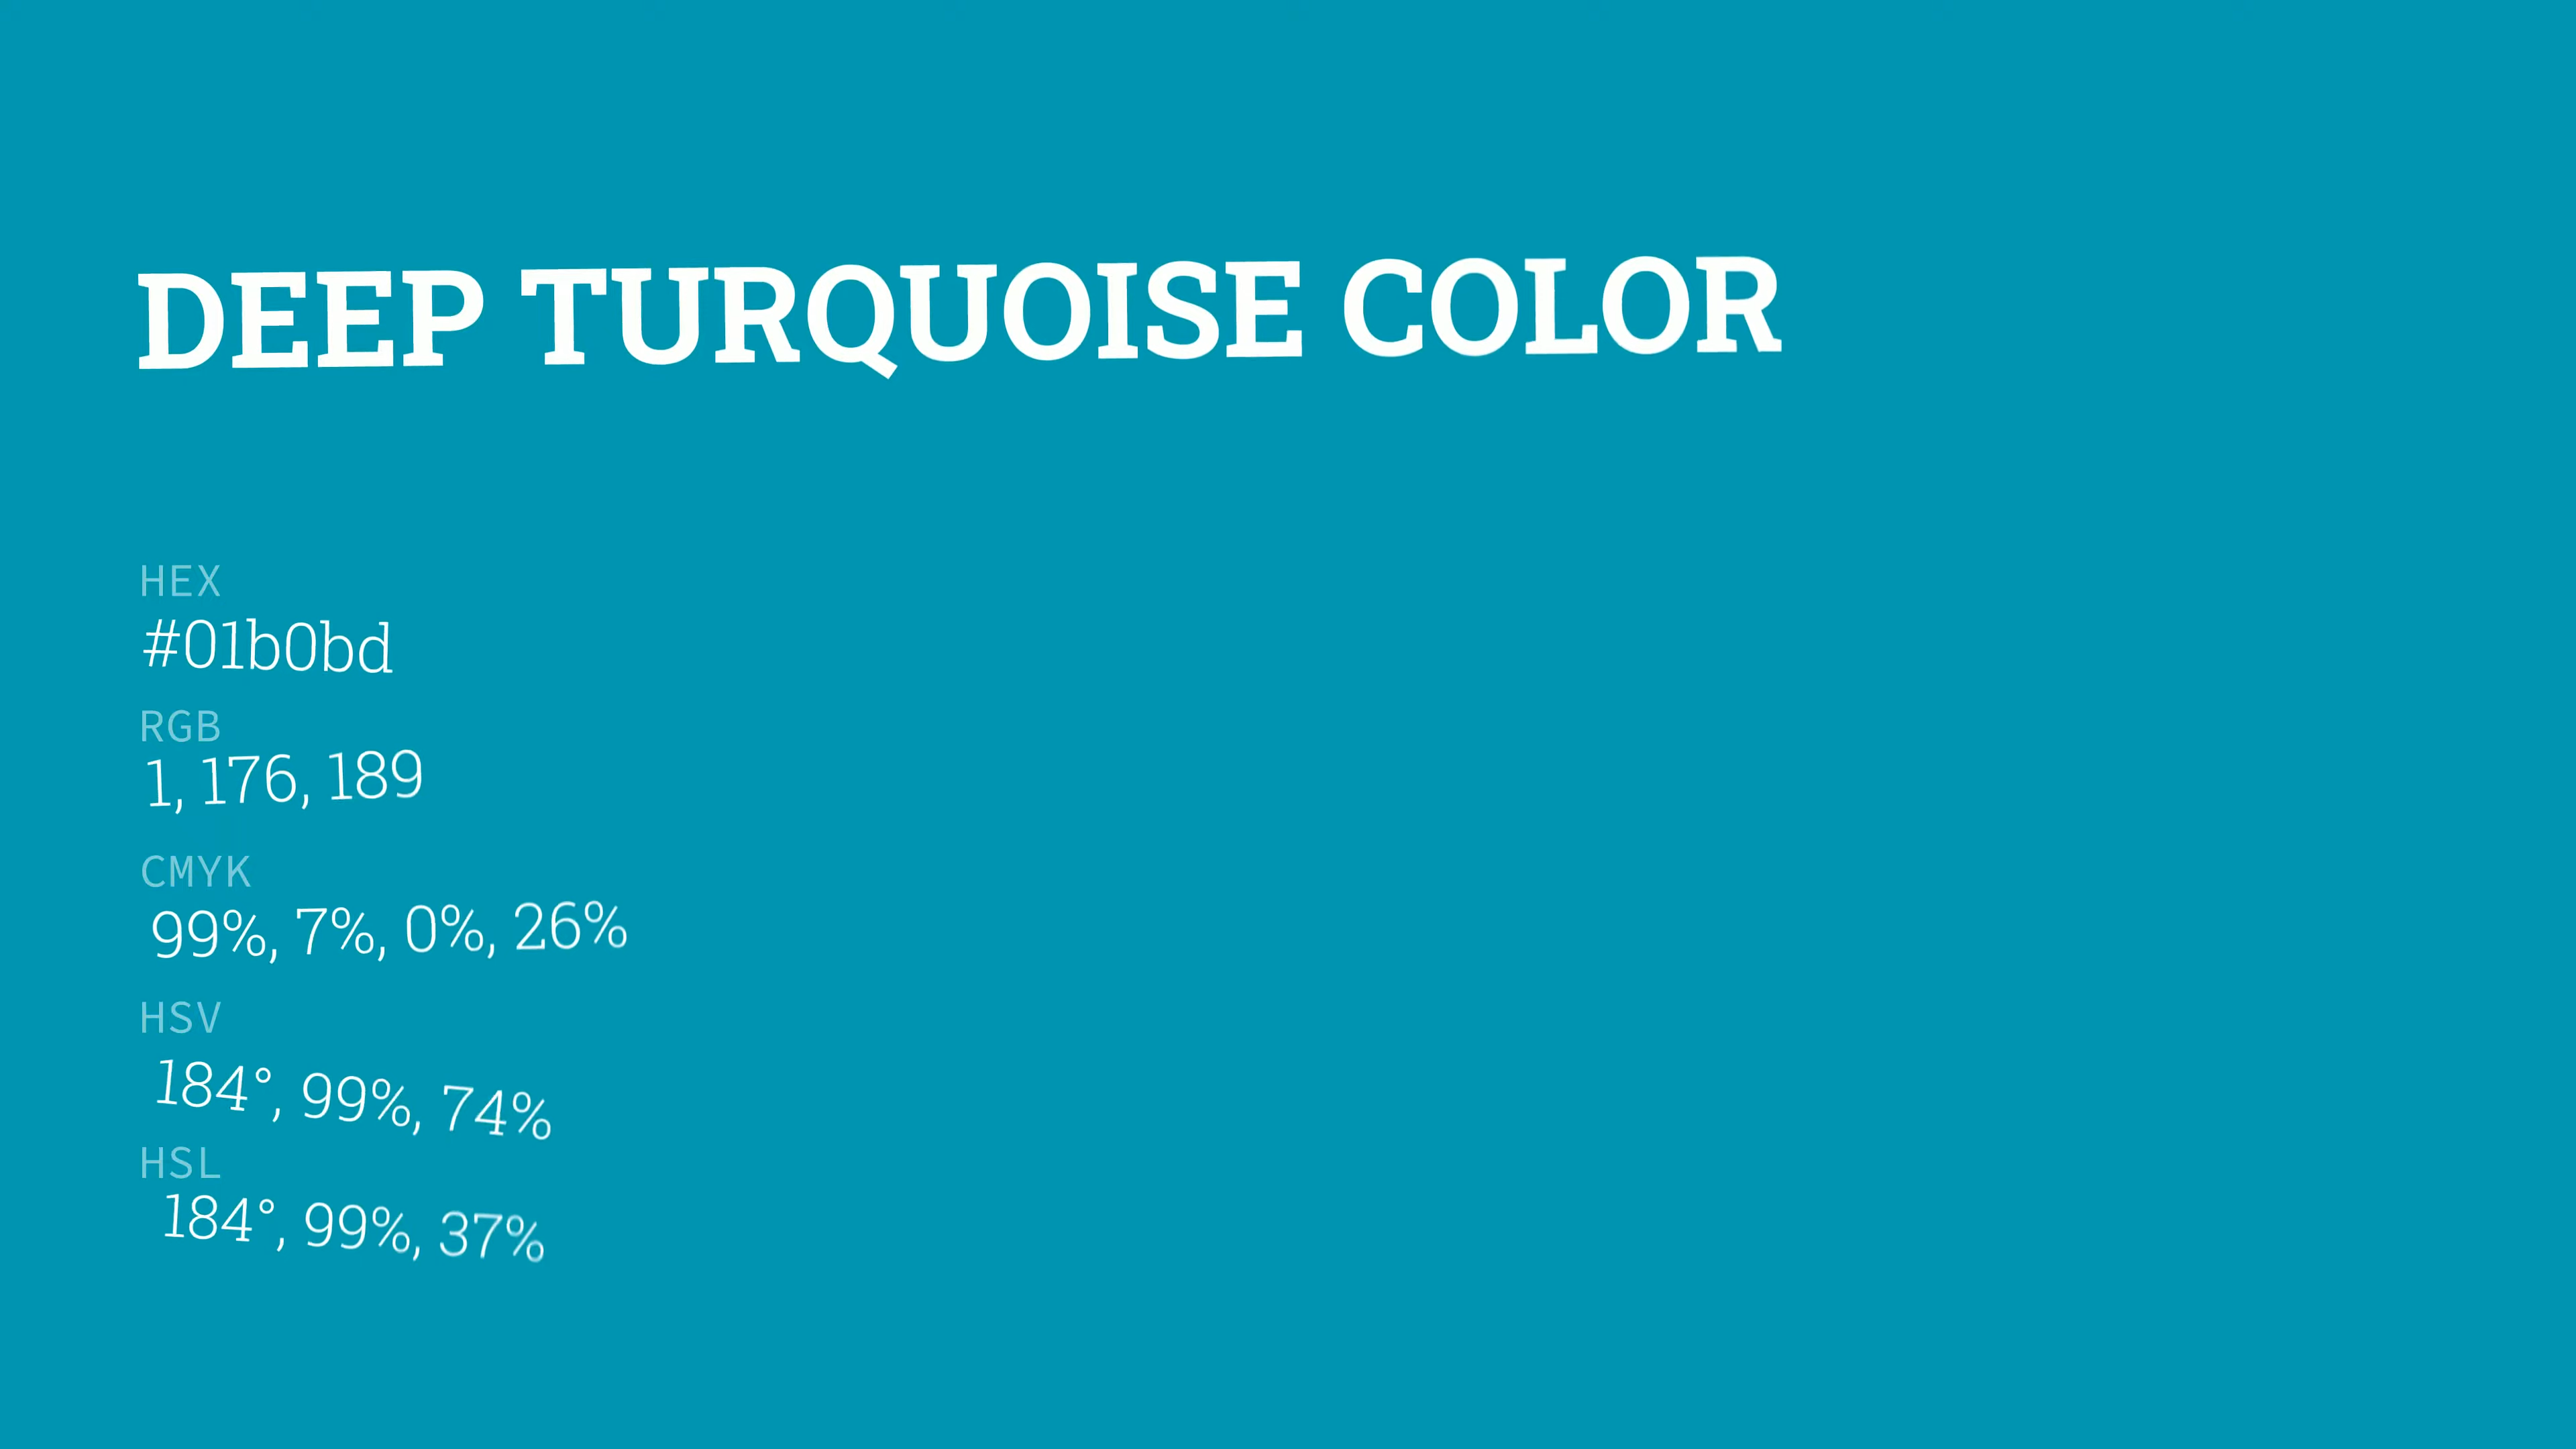 DEEP TURQUOISE COLOR
HEX
#01b0bd
RGB
1, 176, 189
CMYK
99%, 7%, 0%, 26%
HSV
184°, 99%, 74%
HSL
184°, 99%, 37%